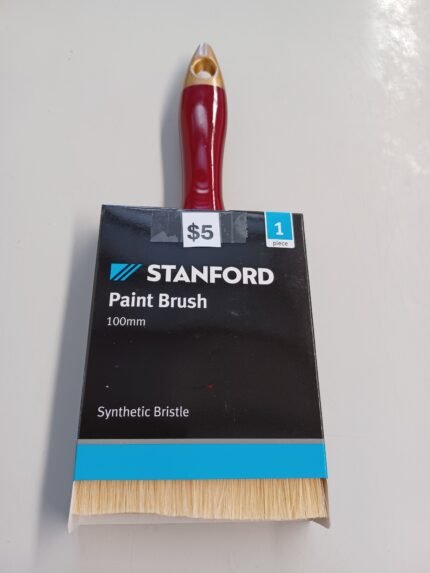 $5
1
piece
STANFORD
Paint Brush
100mm
Synthetic Bristle